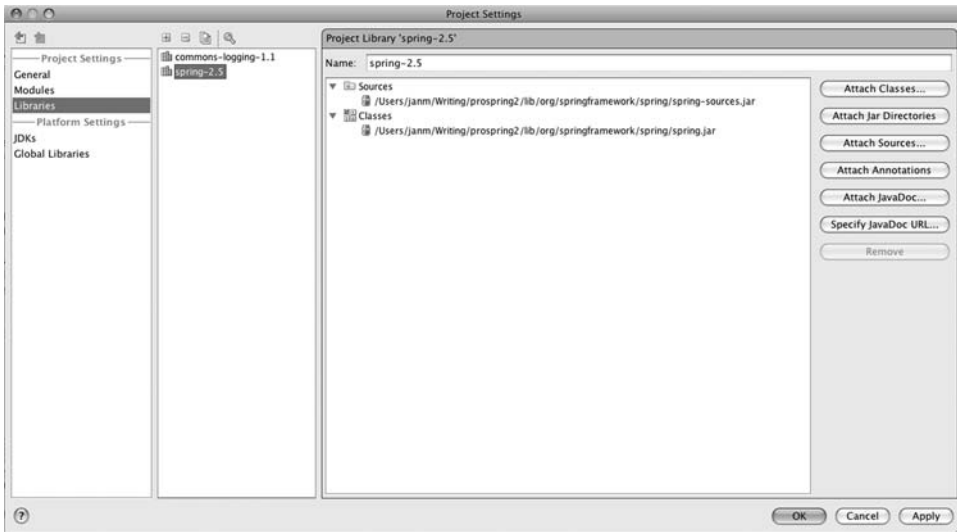 Project Settings
Project Settings
General
Modules
Libraries
Platform Settings
JDKs
Global Libraries
commons-logging-1.1
spring-2.5
Project Library 'spring-2.5'
Name: spring-2.5
Sources
/Users/janm/Writing/prospring2/lib/org/springframework/spring/spring-sources.jar
Classes
/Users/janm/Writing/prospring2/lib/org/springframework/spring/spring.jar
Attach Classes...
Attach Jar Directories
Attach Sources...
Attach Annotations
Attach JavaDoc...
Specify JavaDoc URL...
Remove
?
OK
Cancel
Apply